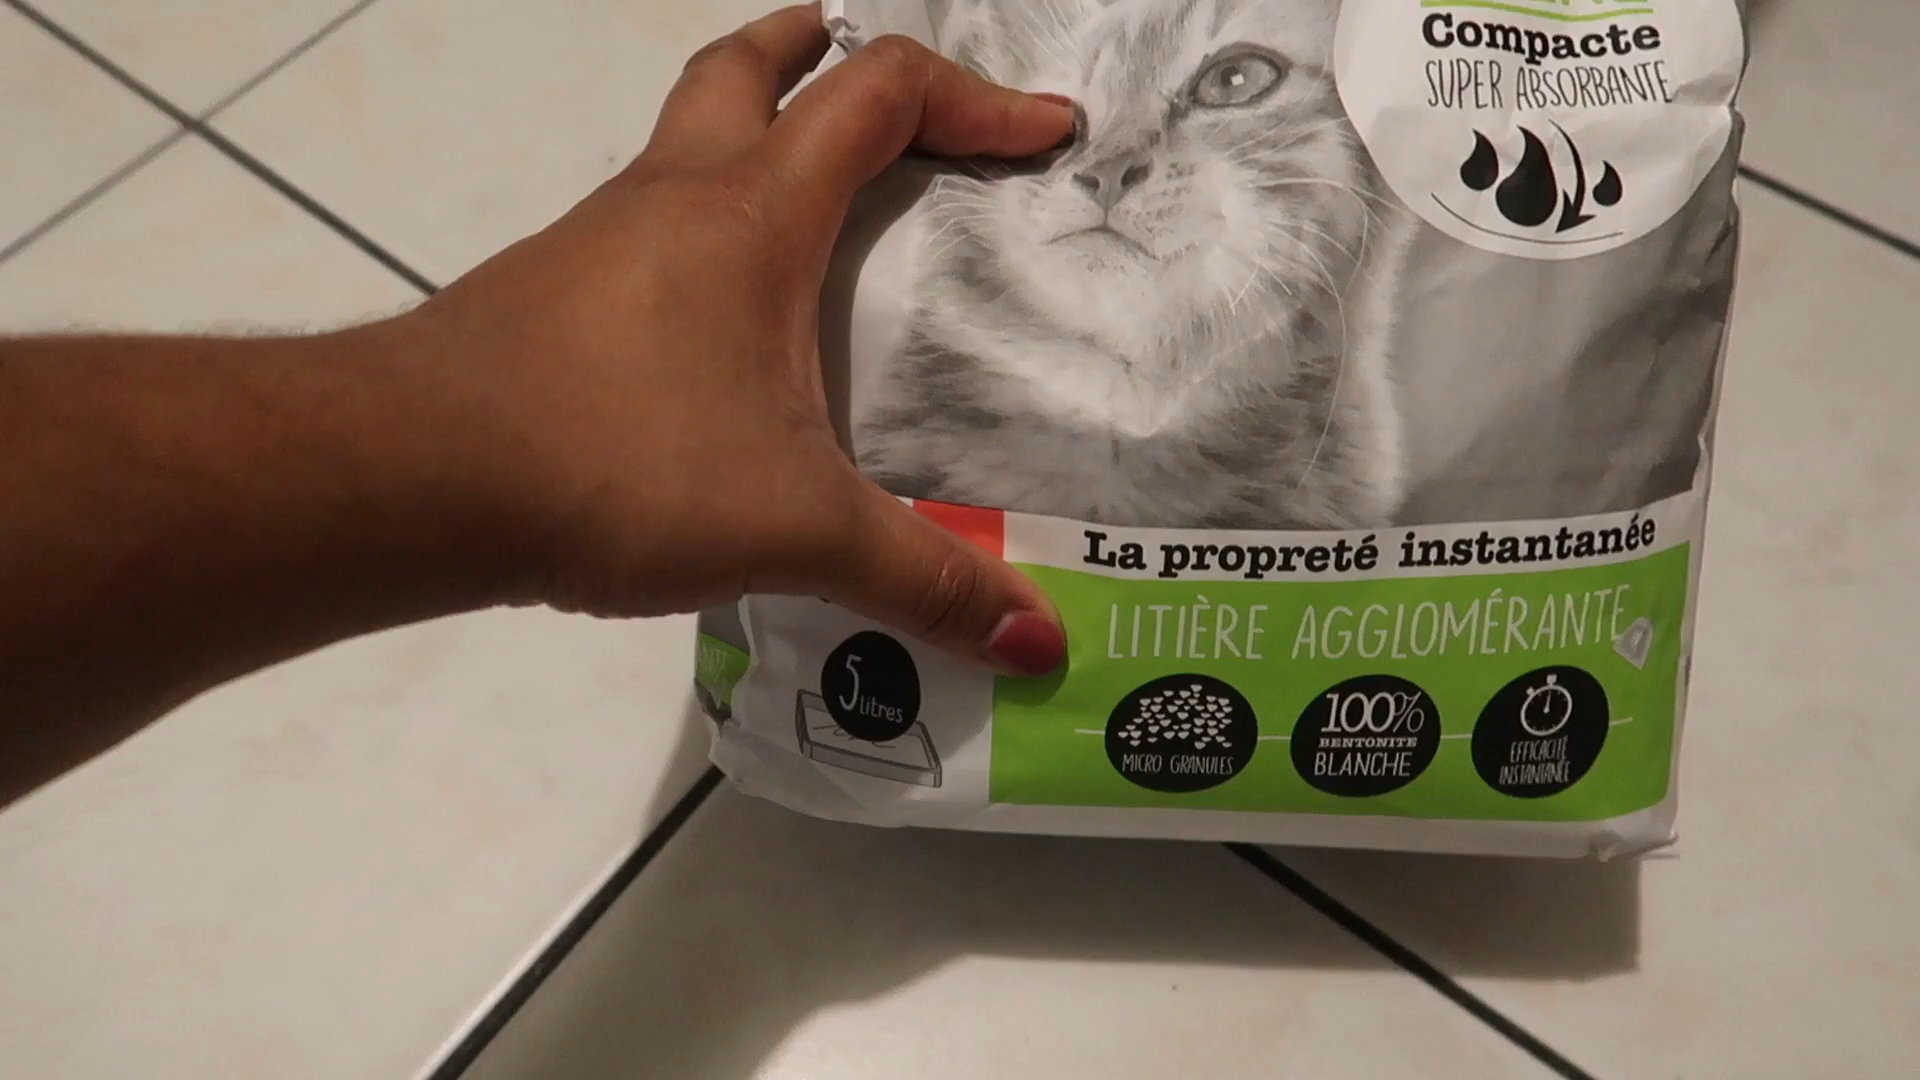 Compacte
SUPER ABSORBANTE
La propreté instantanée
LITIÈRE AGGLOMÉRANTE
5 litres
MICRO GRANULES
100%
BENTONITE
BLANCHE
EFFICACITÉ
INSTANTANÉE